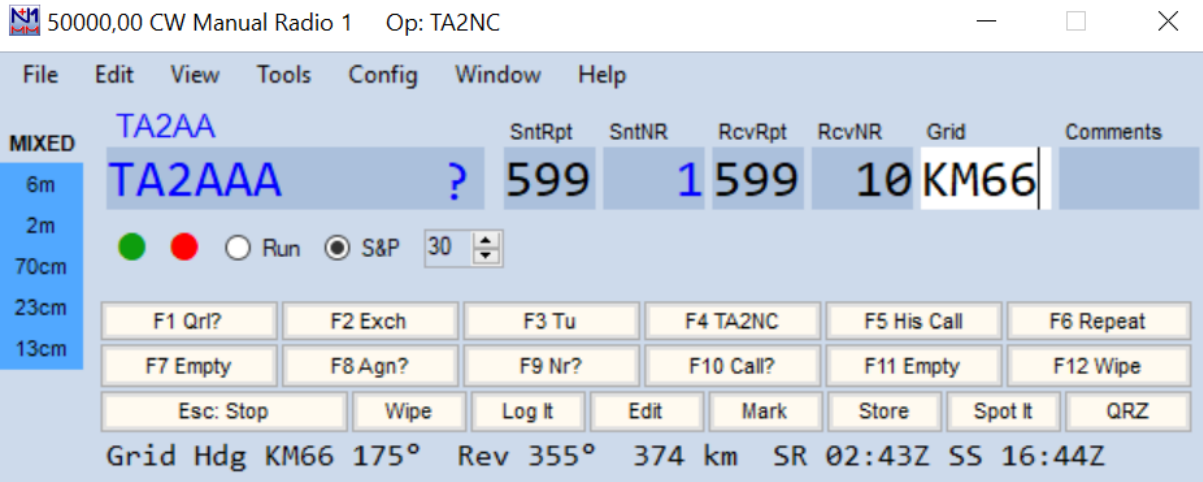 50000,00 CW Manual Radio 1 Op: TA2NC
File Edit View Tools Config Window Help
MIXED TA2AA SntRpt SntNR RcvRpt RcvNR Grid Comments
6m TA2AAA ? 599 1 599 10 KM66
2m Run S&P 30
70cm
23cm F1 Qrl? F2 Exch F3 Tu F4 TA2NC F5 His Call F6 Repeat
13cm F7 Empty F8 Agn? F9 Nr? F10 Call? F11 Empty F12 Wipe
Esc: Stop Wipe Log It Edit Mark Store Spot It QRZ
Grid Hdg KM66 175° Rev 355° 374 km SR 02:43Z SS 16:44Z